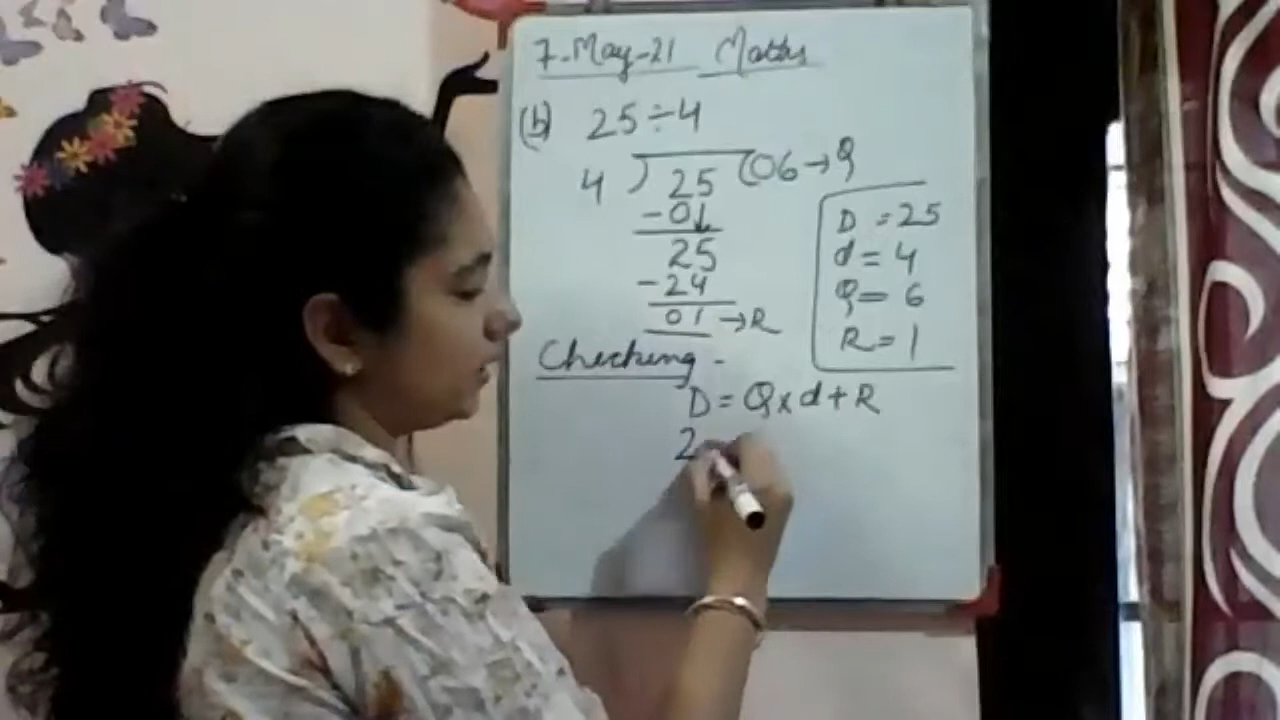 7-May-21 Maths
(b) 25÷4
4 ) 25 ( 06 → Q
-0↓
25
-24
01 → R
D = 25
d = 4
Q = 6
R = 1
Checking -
D = Q x d + R
2